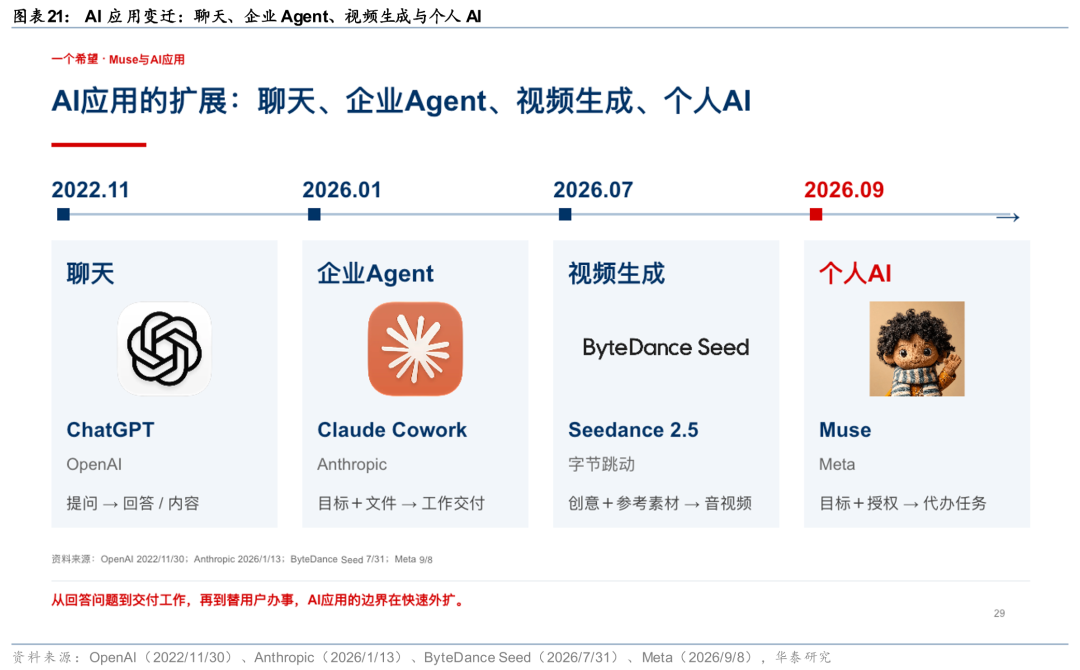 图表21： AI 应用变迁：聊天、企业 Agent、视频生成与个人 AI
一个希望 · Muse与AI应用
AI应用的扩展：聊天、企业Agent、视频生成、个人AI
2022.11
2026.01
2026.07
2026.09
聊天
ChatGPT
OpenAI
提问 → 回答 / 内容
企业Agent
Claude Cowork
Anthropic
目标＋文件 → 工作交付
视频生成
ByteDance Seed
Seedance 2.5
字节跳动
创意＋参考素材 → 音视频
个人AI
Muse
Meta
目标＋授权 → 代办任务
资料来源：OpenAI 2022/11/30；Anthropic 2026/1/13；ByteDance Seed 7/31；Meta 9/8
从回答问题到交付工作，再到替用户办事，AI应用的边界在快速外扩。
29
资料来源：OpenAI（2022/11/30）、Anthropic（2026/1/13）、ByteDance Seed（2026/7/31）、Meta（2026/9/8），华泰研究